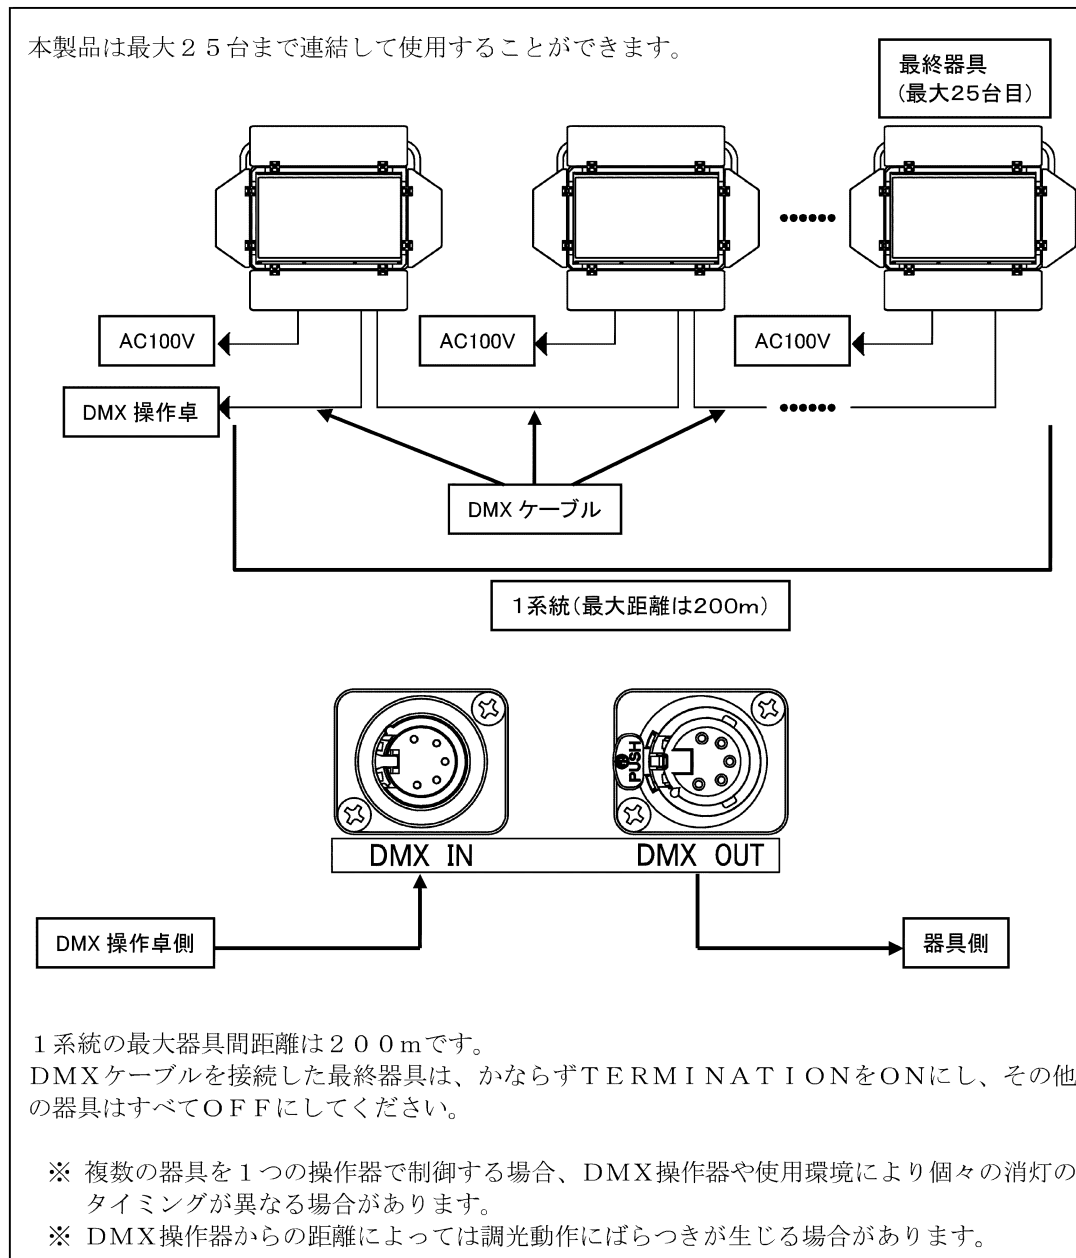 本製品は最大２５台まで連結して使用することができます。
最終器具
(最大25台目)
AC100V
AC100V
AC100V
DMX 操作卓
DMX ケーブル
1系統(最大距離は200m)
PUSH
DMX IN
DMX OUT
DMX 操作卓側
器具側
１系統の最大器具間距離は２００ｍです。
ＤＭＸケーブルを接続した最終器具は、かならずＴＥＲＭＩＮＡＴＩＯＮをＯＮにし、その他
の器具はすべてＯＦＦにしてください。
※ 複数の器具を１つの操作器で制御する場合、ＤＭＸ操作器や使用環境により個々の消灯の
タイミングが異なる場合があります。
※ ＤＭＸ操作器からの距離によっては調光動作にばらつきが生じる場合があります。